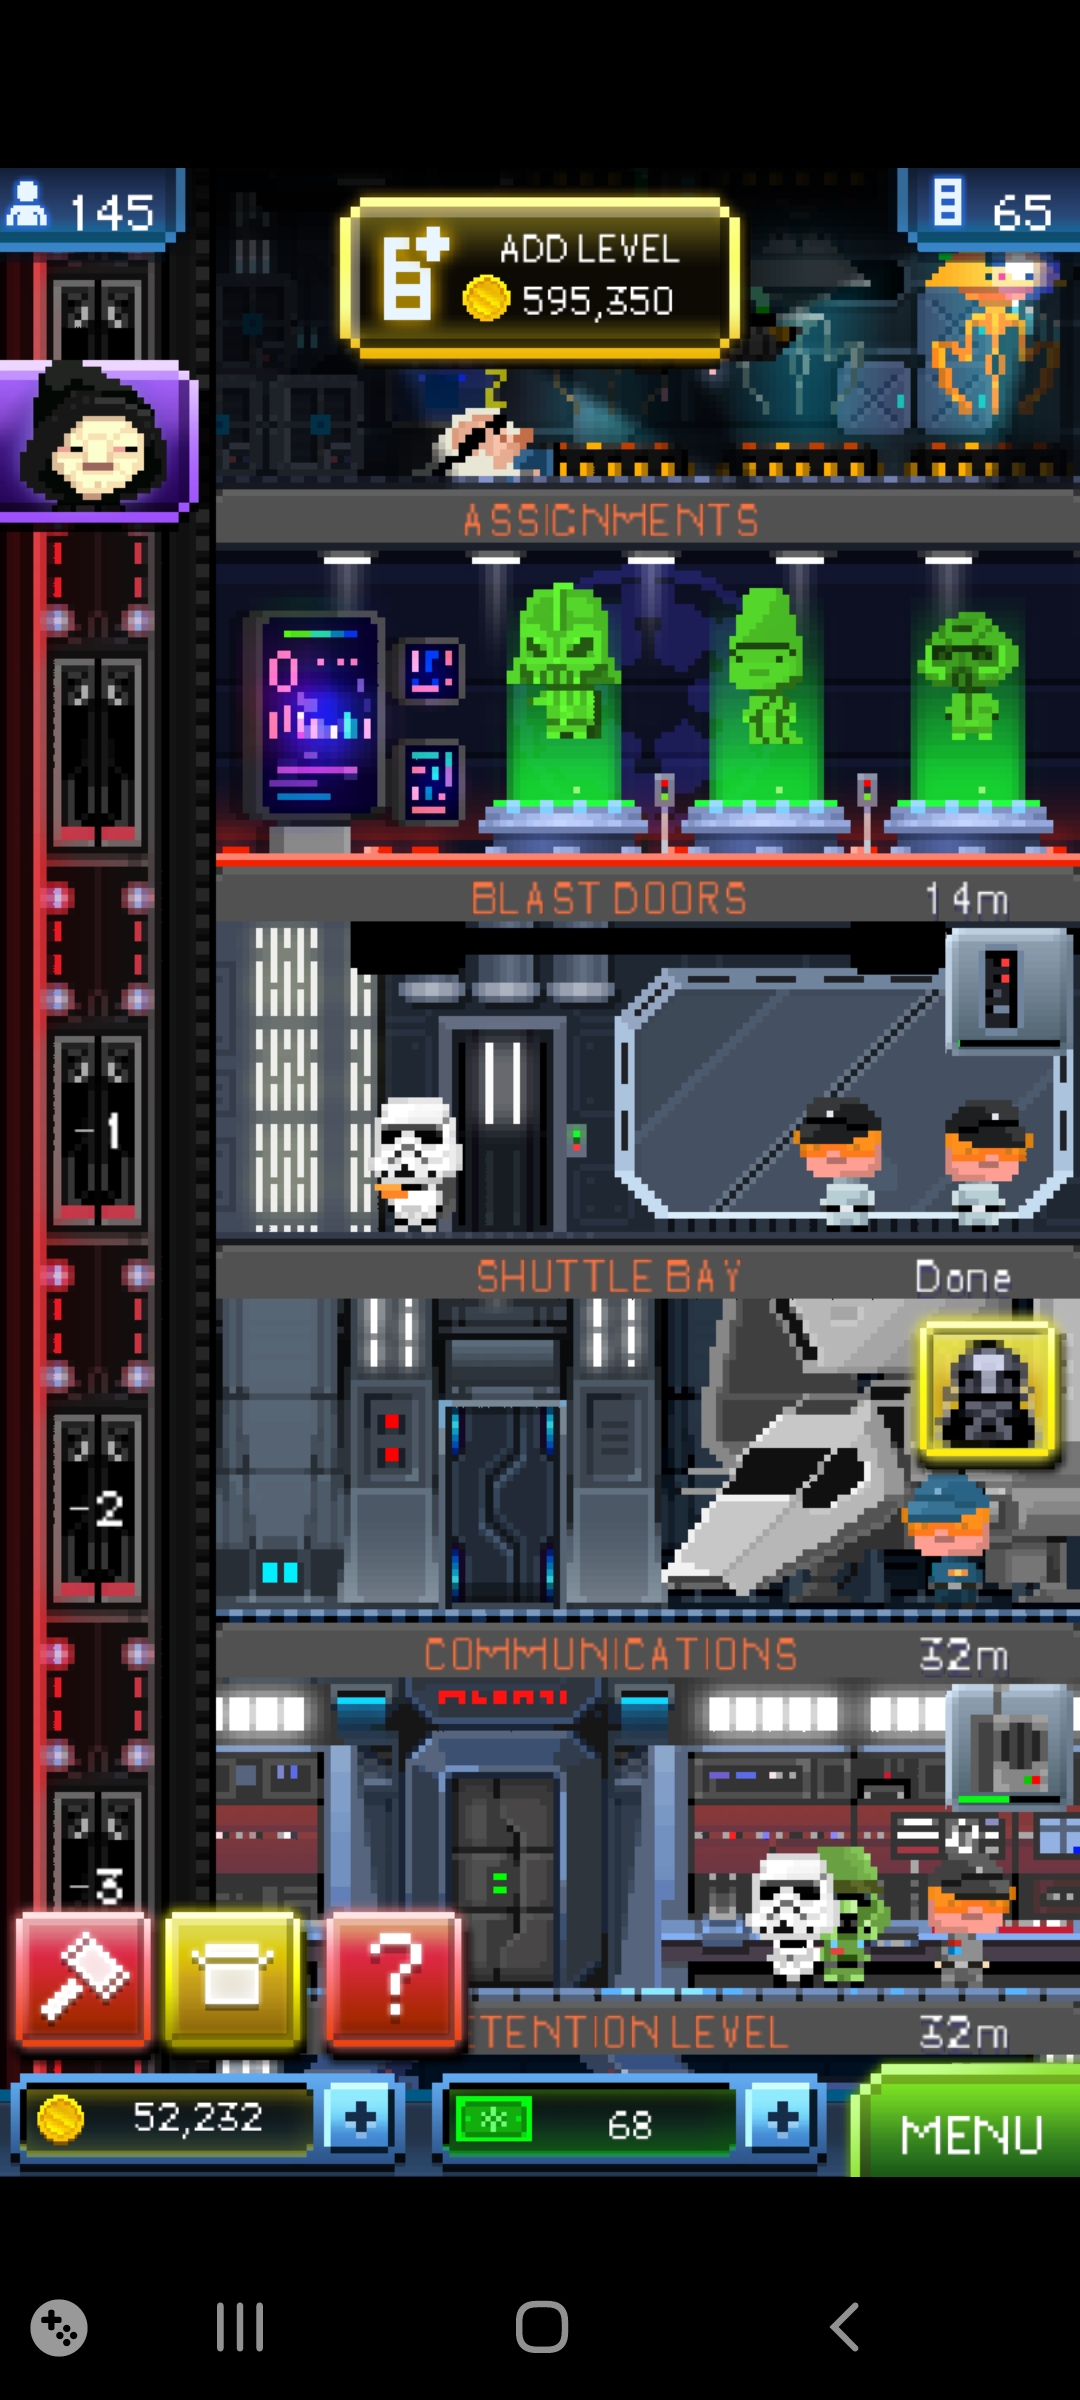 145
ADD LEVEL
595,350
65
Z
ASSIGNMENTS
BLAST DOORS 14m
-1
SHUTTLE BAY Done
-2
COMMUNICATIONS 32m
-3
?
TENTION LEVEL 32m
52,232
68
MENU